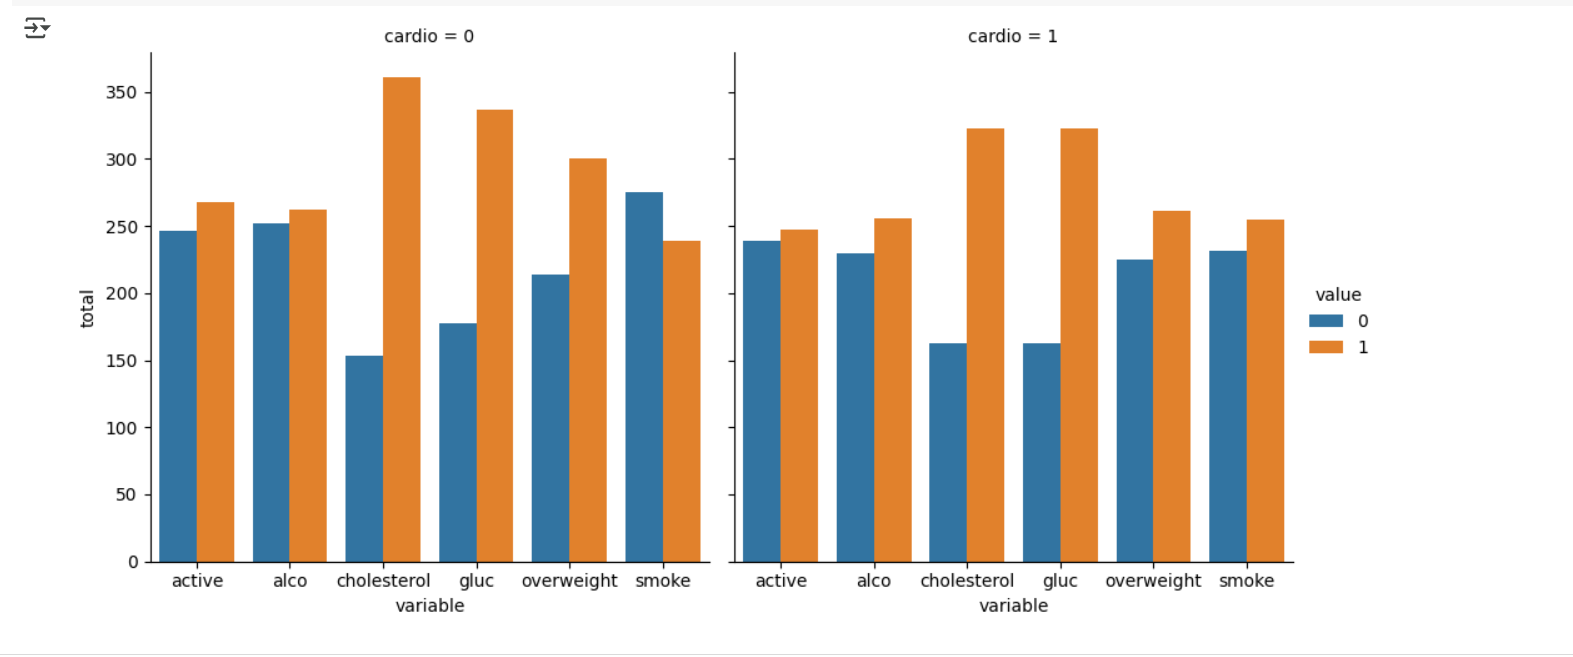 cardio = 0
cardio = 1
350
300
250
200
150
100
50
0
total
active alco cholesterol gluc overweight smoke
variable
active alco cholesterol gluc overweight smoke
variable
value
0
1